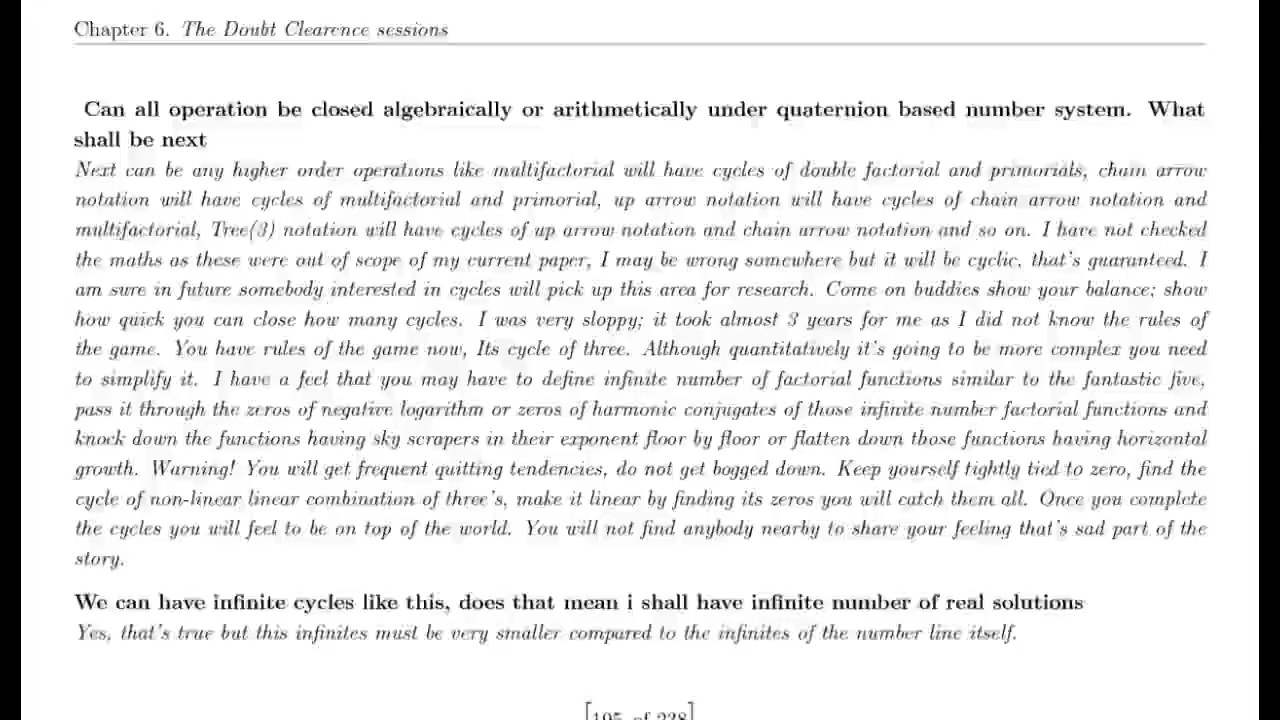 Chapter 6. The Doubt Clearence sessions
Can all operation be closed algebraically or arithmetically under quaternion based number system. What
shall be next
Next can be any higher order operations like multifactorial will have cycles of double factorial and primorials, chain arrow
notation will have cycles of multifactorial and primorial, up arrow notation will have cycles of chain arrow notation and
multifactorial, Tree(3) notation will have cycles of up arrow notation and chain arrow notation and so on. I have not checked
the maths as these were out of scope of my current paper, I may be wrong somewhere but it will be cyclic, that's guaranteed. I
am sure in future somebody interested in cycles will pick up this area for research. Come on buddies show your balance; show
how quick you can close how many cycles. I was very sloppy; it took almost 3 years for me as I did not know the rules of
the game. You have rules of the game now, Its cycle of three. Although quantitatively it's going to be more complex you need
to simplify it. I have a feel that you may have to define infinite number of factorial functions similar to the fantastic five,
pass it through the zeros of negative logarithm or zeros of harmonic conjugates of those infinite number factorial functions and
knock down the functions having sky scrapers in their exponent floor by floor or flatten down those functions having horizontal
growth. Warning! You will get frequent quitting tendencies, do not get bogged down. Keep yourself tightly tied to zero, find the
cycle of non-linear linear combination of three's, make it linear by finding its zeros you will catch them all. Once you complete
the cycles you will feel to be on top of the world. You will not find anybody nearby to share your feeling that's sad part of the
story.
We can have infinite cycles like this, does that mean i shall have infinite number of real solutions
Yes, that's true but this infinites must be very smaller compared to the infinites of the number line itself.
[195 of 238]